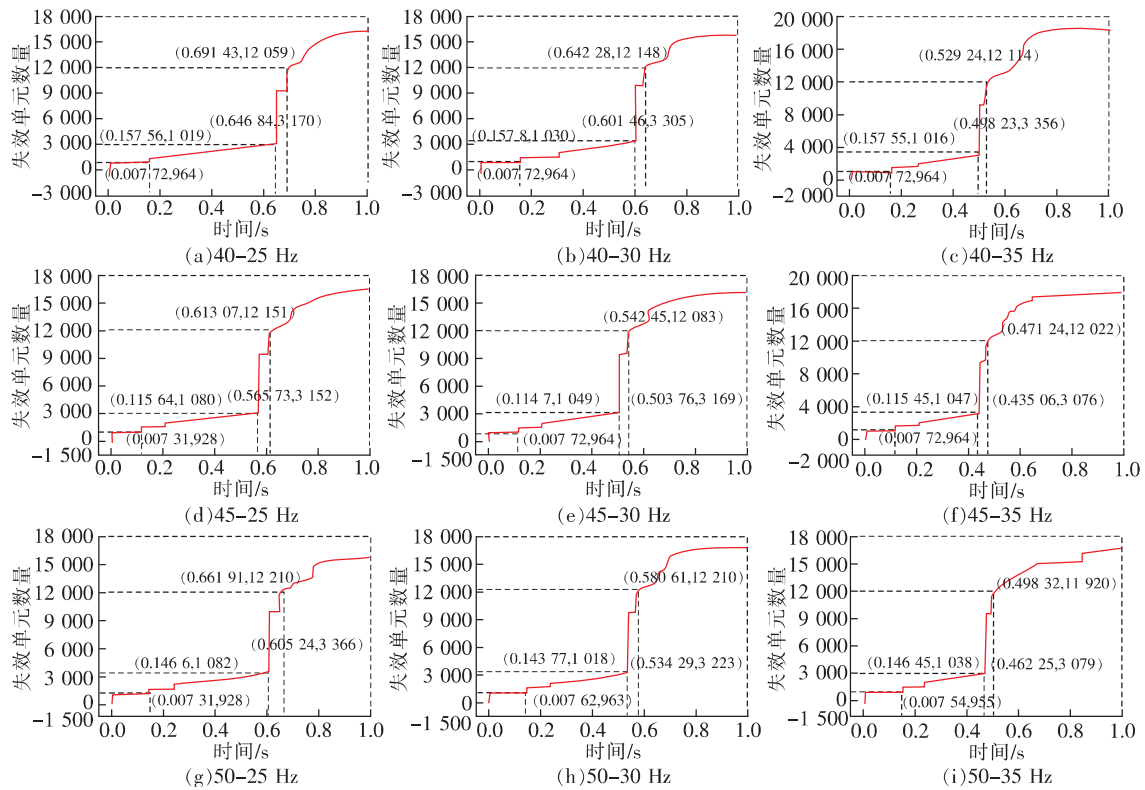 失效单元数量
18 000
15 000
12 000
9 000
6 000
3 000
0
−3 000
(0.691 43,12 059)
(0.646 84,3 170)
(0.157 56,1 019)
(0.007 72,964)
0.0 0.2 0.4 0.6 0.8 1.0
时间/s
(a)40−25 Hz
失效单元数量
18 000
15 000
12 000
9 000
6 000
3 000
0
−3 000
(0.642 28,12 148)
(0.601 46,3 305)
(0.157 8,1 030)
(0.007 72,964)
0.0 0.2 0.4 0.6 0.8 1.0
时间/s
(b)40−30 Hz
失效单元数量
20 000
16 000
12 000
8 000
4 000
0
−2 000
(0.529 24,12 114)
(0.498 23,3 356)
(0.157 55,1 016)
(0.007 72,964)
0.0 0.2 0.4 0.6 0.8 1.0
时间/s
(c)40−35 Hz
失效单元数量
18 000
15 000
12 000
9 000
6 000
3 000
0
−1 500
(0.613 07,12 151)
(0.565 73,3 152)
(0.115 64,1 080)
(0.007 31,928)
0.0 0.2 0.4 0.6 0.8 1.0
时间/s
(d)45−25 Hz
失效单元数量
18 000
15 000
12 000
9 000
6 000
3 000
0
−1 500
(0.542 45,12 083)
(0.503 76,3 169)
(0.114 7,1 049)
(0.007 72,964)
0.0 0.2 0.4 0.6 0.8 1.0
时间/s
(e)45−30 Hz
失效单元数量
20 000
16 000
12 000
8 000
4 000
0
−2 000
(0.471 24,12 022)
(0.435 06,3 076)
(0.115 45,1 047)
(0.007 72,964)
0.0 0.2 0.4 0.6 0.8 1.0
时间/s
(f)45−35 Hz
失效单元数量
18 000
15 000
12 000
9 000
6 000
3 000
0
−1 500
(0.661 91,12 210)
(0.605 24,3 366)
(0.146 6,1 082)
(0.007 31,928)
0.0 0.2 0.4 0.6 0.8 1.0
时间/s
(g)50−25 Hz
失效单元数量
18 000
15 000
12 000
9 000
6 000
3 000
0
−1 500
(0.580 61,12 210)
(0.534 29,3 223)
(0.143 77,1 018)
(0.007 62,963)
0.0 0.2 0.4 0.6 0.8 1.0
时间/s
(h)50−30 Hz
失效单元数量
18 000
15 000
12 000
9 000
6 000
3 000
0
−1 500
(0.498 32,11 920)
(0.462 25,3 079)
(0.146 45,1 038)
(0.007 54,955)
0.0 0.2 0.4 0.6 0.8 1.0
时间/s
(i)50−35 Hz